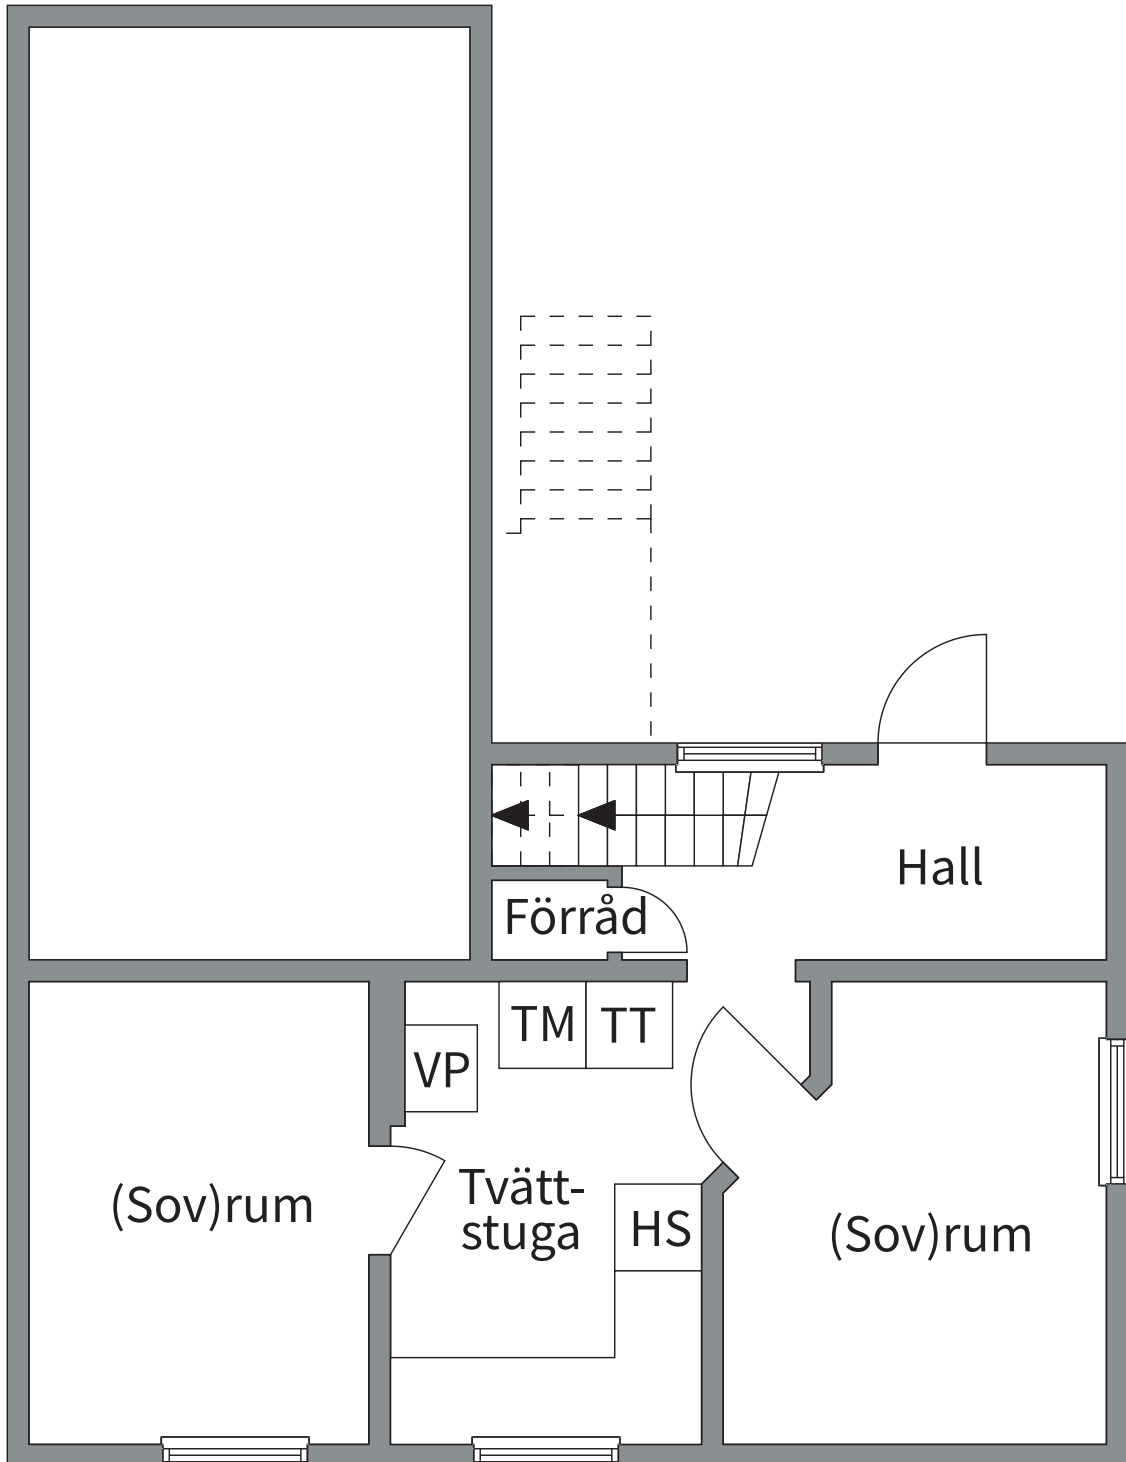 Hall
Förråd
TM
TT
VP
(Sov)rum
Tvätt-
stuga
HS
(Sov)rum